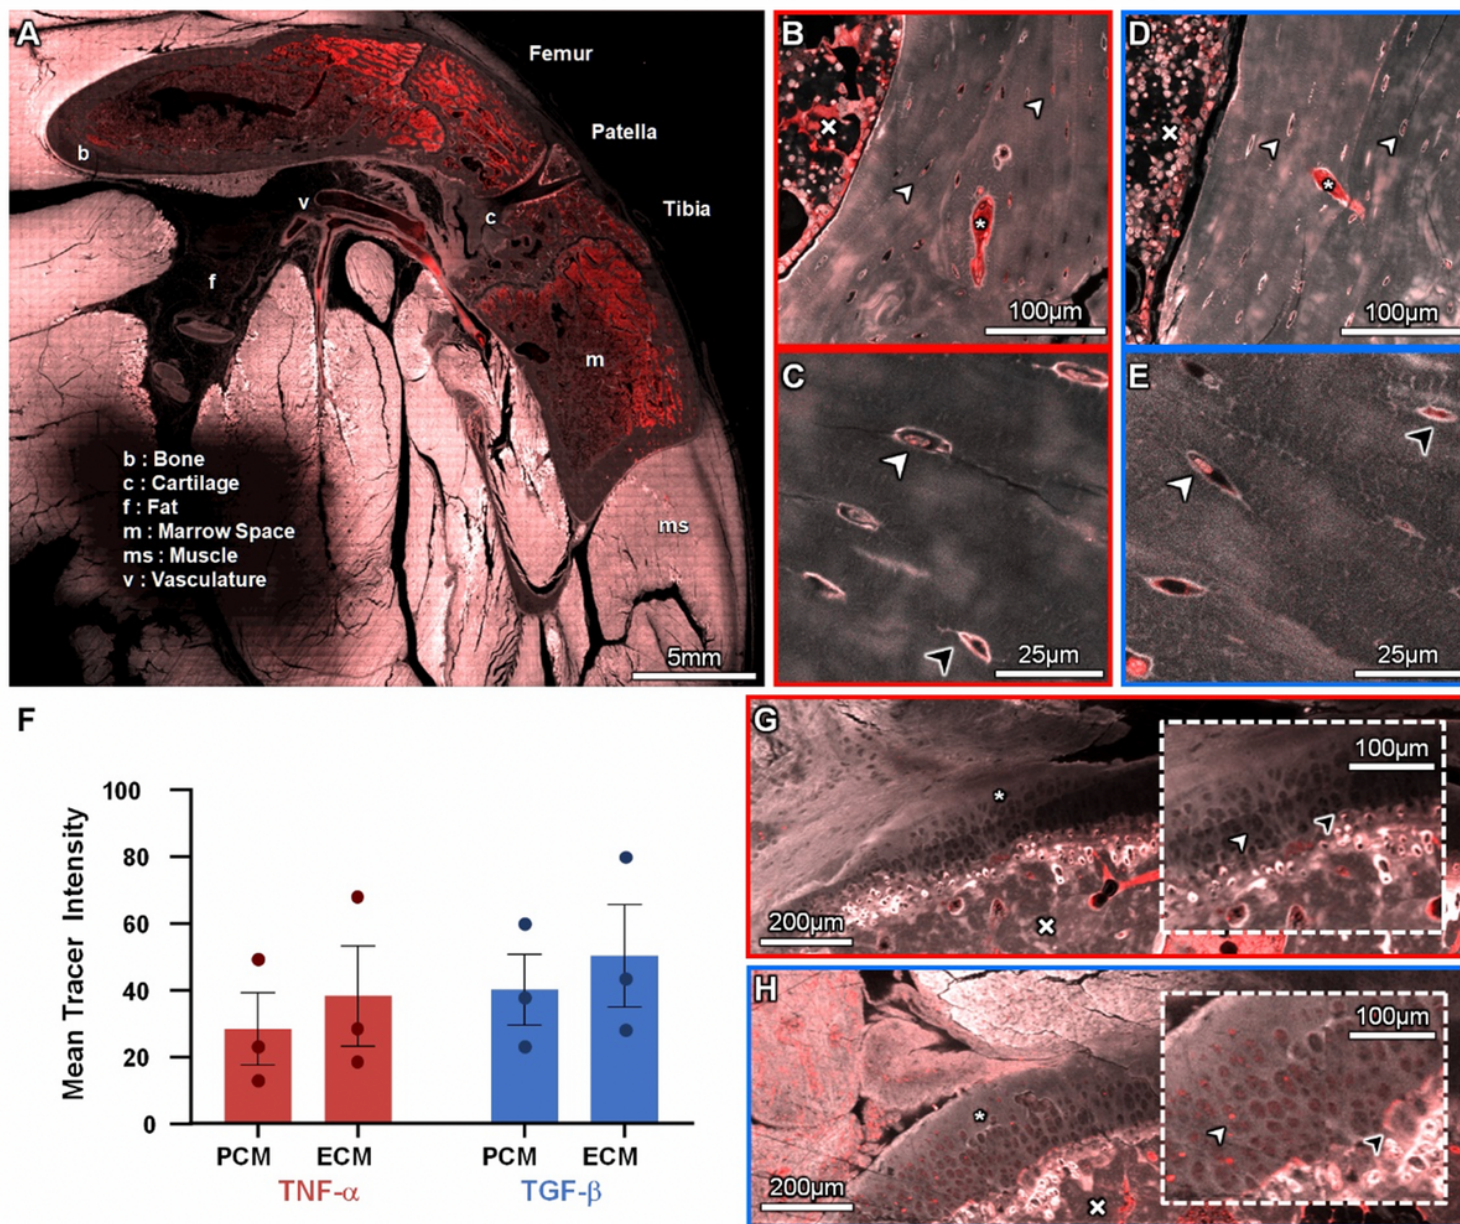 A
Femur
Patella
Tibia
b
v
c
f
m
ms
b : Bone
c : Cartilage
f : Fat
m : Marrow Space
ms : Muscle
v : Vasculature
5mm
B
×
*
100µm
D
×
*
100µm
C
25µm
E
25µm
F
Mean Tracer Intensity
100
80
60
40
20
0
PCM ECM PCM ECM
TNF-α TGF-β
G
*
×
200µm
100µm
H
*
×
200µm
100µm